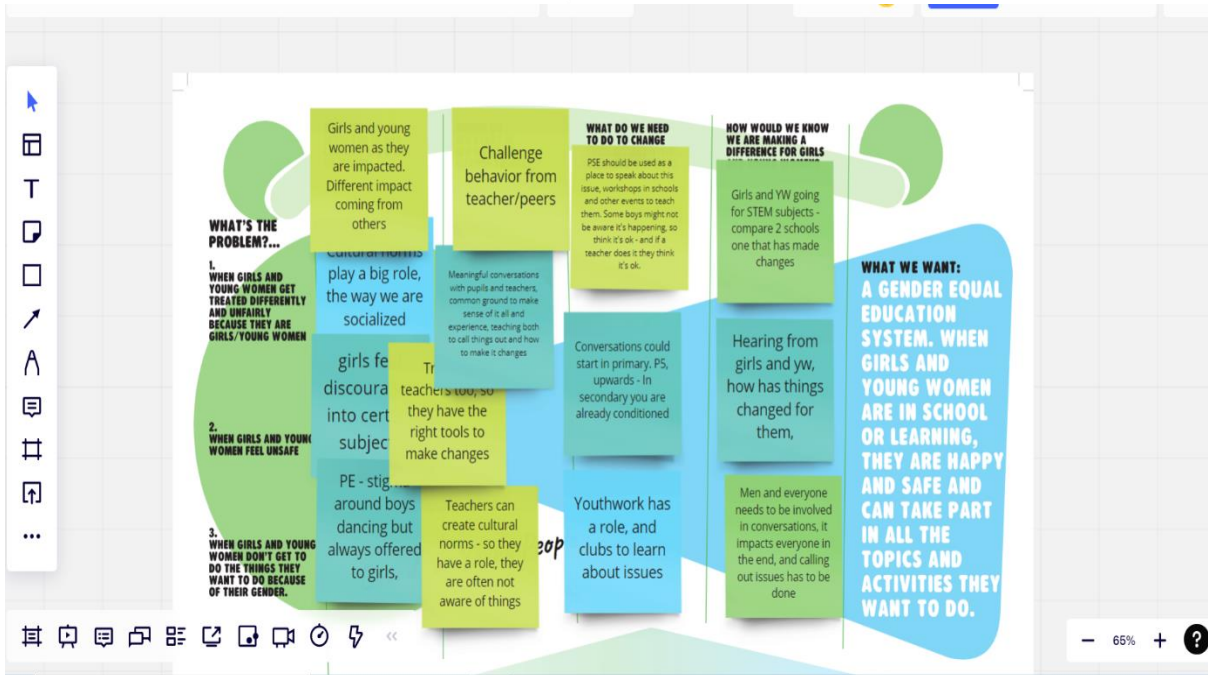 WHAT'S THE
PROBLEM?...
1.
WHEN GIRLS AND
YOUNG WOMEN GET
TREATED DIFFERENTLY
AND UNFAIRLY
BECAUSE THEY ARE
GIRLS/YOUNG WOMEN
2.
WHEN GIRLS AND YOUNG
WOMEN FEEL UNSAFE
3.
WHEN GIRLS AND YOUNG
WOMEN DON'T GET TO
DO THE THINGS THEY
WANT TO DO BECAUSE
OF THEIR GENDER.
Girls and young
women as they
are impacted.
Different impact
coming from
others
Cultural norms
play a big role,
the way we are
socialized
girls fe
discoura
into cert
subjec
PE - stig
around boys
dancing but
always offered
to girls,
Challenge
behavior from
teacher/peers
Meaningful conversations
with pupils and teachers,
common ground to make
sense of it all and
experience, teaching both
to call things out and how
to make it changes
Tr
teachers too, so
they have the
right tools to
make changes
Teachers can
create cultural
norms - so they
have a role, they
are often not
aware of things
eop
WHAT DO WE NEED
TO DO TO CHANGE
PSE should be used as a
place to speak about this
issue, workshops in schools
and other events to teach
them. Some boys might not
be aware it's happening, so
think it's ok - and if a
teacher does it they think
it's ok.
Conversations could
start in primary. P5,
upwards - In
secondary you are
already conditioned
Youthwork has
a role, and
clubs to learn
about issues
HOW WOULD WE KNOW
WE ARE MAKING A
DIFFERENCE FOR GIRLS
Girls and YW going
for STEM subjects -
compare 2 schools
one that has made
changes
Hearing from
girls and yw,
how has things
changed for
them,
Men and everyone
needs to be involved
in conversations, it
impacts everyone in
the end, and calling
out issues has to be
done
WHAT WE WANT:
A GENDER EQUAL
EDUCATION
SYSTEM. WHEN
GIRLS AND
YOUNG WOMEN
ARE IN SCHOOL
OR LEARNING,
THEY ARE HAPPY
AND SAFE AND
CAN TAKE PART
IN ALL THE
TOPICS AND
ACTIVITIES THEY
WANT TO DO.
65%